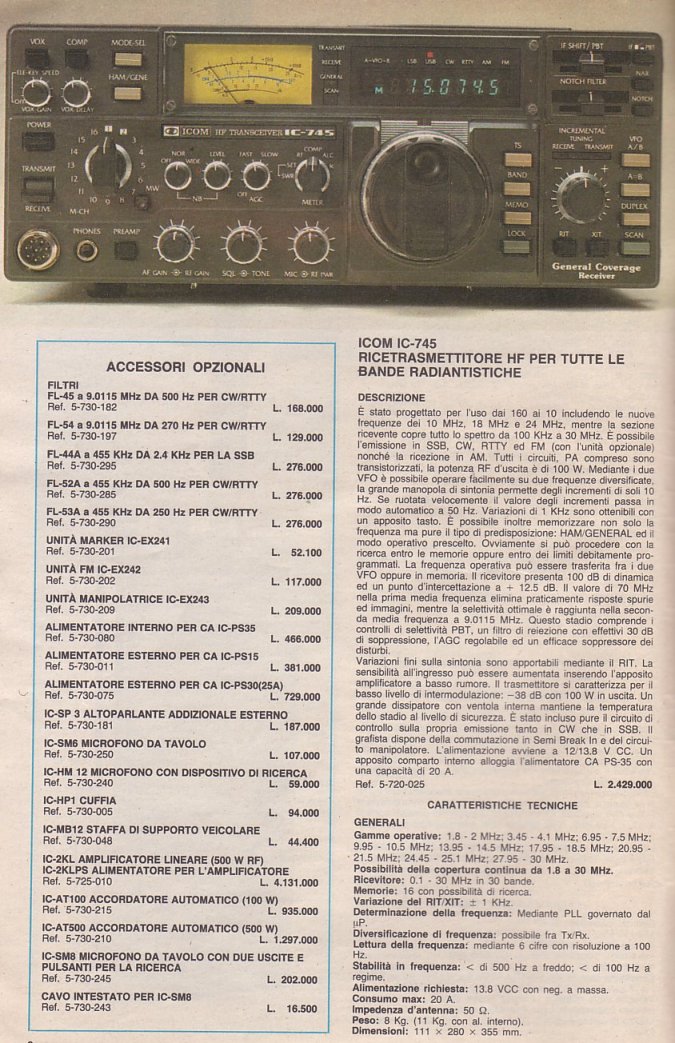 VOX COMP MODE-SEL
ELE-KEY SPEED HAM/GENE
OFF
VOX GAIN VOX-DELAY
POWER
TRANSMIT
RECEIVE
M-CH
MW
PHONES PREAMP
16 1 2
15 3
14 4
13 5
12 6
11 7
10 9 8
TRANSMIT
RECEIVE
GENERAL
SCAN
A-VFO-B LSB USB CW RTTY AM FM
M 15.074.5
ICOM HF TRANSCEIVER IC-745
NOR WIDE LEVEL FAST SLOW COMP
OFF SET RF ALC
SWR
NB OFF AGC METER
AF GAIN RF GAIN SQL TONE MIC RF PWR
TS
BAND
MEMO
LOCK
IF SHIFT/PBT IF PBT
NAR
NOTCH FILTER
NOTCH
INCREMENTAL
TUNING
RECEIVE TRANSMIT
VFO
A/B
A=B
DUPLEX
RIT XIT SCAN
General Coverage
Receiver
ACCESSORI OPZIONALI
FILTRI
FL-45 a 9.0115 MHz DA 500 Hz PER CW/RTTY
Ref. 5-730-182 L. 168.000
FL-54 a 9.0115 MHz DA 270 Hz PER CW/RTTY
Ref. 5-730-197 L. 129.000
FL-44A a 455 KHz DA 2.4 KHz PER LA SSB
Ref. 5-730-295 L. 276.000
FL-52A a 455 KHz DA 500 Hz PER CW/RTTY
Ref. 5-730-285 L. 276.000
FL-53A a 455 KHz DA 250 Hz PER CW/RTTY
Ref. 5-730-290 L. 276.000
UNITÀ MARKER IC-EX241
Ref. 5-730-201 L. 52.100
UNITÀ FM IC-EX242
Ref. 5-730-202 L. 117.000
UNITÀ MANIPOLATRICE IC-EX243
Ref. 5-730-209 L. 209.000
ALIMENTATORE INTERNO PER CA IC-PS35
Ref. 5-730-080 L. 466.000
ALIMENTATORE ESTERNO PER CA IC-PS15
Ref. 5-730-011 L. 381.000
ALIMENTATORE ESTERNO PER CA IC-PS30(25A)
Ref. 5-730-075 L. 729.000
IC-SP 3 ALTOPARLANTE ADDIZIONALE ESTERNO
Ref. 5-730-181 L. 187.000
IC-SM6 MICROFONO DA TAVOLO
Ref. 5-730-250 L. 107.000
IC-HM 12 MICROFONO CON DISPOSITIVO DI RICERCA
Ref. 5-730-240 L. 59.000
IC-HP1 CUFFIA
Ref. 5-730-005 L. 94.000
IC-MB12 STAFFA DI SUPPORTO VEICOLARE
Ref. 5-730-048 L. 44.400
IC-2KL AMPLIFICATORE LINEARE (500 W RF)
IC-2KLPS ALIMENTATORE PER L'AMPLIFICATORE
Ref. 5-725-010 L. 4.131.000
IC-AT100 ACCORDATORE AUTOMATICO (100 W)
Ref. 5-730-215 L. 935.000
IC-AT500 ACCORDATORE AUTOMATICO (500 W)
Ref. 5-730-210 L. 1.297.000
IC-SM8 MICROFONO DA TAVOLO CON DUE USCITE E
PULSANTI PER LA RICERCA
Ref. 5-730-245 L. 202.000
CAVO INTESTATO PER IC-SM8
Ref. 5-730-243 L. 16.500
ICOM IC-745
RICETRASMETTITORE HF PER TUTTE LE
BANDE RADIANTISTICHE
DESCRIZIONE
È stato progettato per l'uso dai 160 ai 10 includendo le nuove
frequenze dei 10 MHz, 18 MHz e 24 MHz, mentre la sezione
ricevente copre tutto lo spettro da 100 KHz a 30 MHz. È possibile
l'emissione in SSB, CW, RTTY ed FM (con l'unità opzionale)
nonché la ricezione in AM. Tutti i circuiti, PA compreso sono
transistorizzati, la potenza RF d'uscita è di 100 W. Mediante i due
VFO è possibile operare facilmente su due frequenze diversificate,
la grande manopola di sintonia permette degli incrementi di soli 10
Hz. Se ruotata velocemente il valore degli incrementi passa in
modo automatico a 50 Hz. Variazioni di 1 KHz sono ottenibili con
un apposito tasto. È possibile inoltre memorizzare non solo la
frequenza ma pure il tipo di predisposizione: HAM/GENERAL ed il
modo operativo prescelto. Ovviamente si può procedere con la
ricerca entro le memorie oppure entro dei limiti debitamente pro-
grammati. La frequenza operativa può essere trasferita fra i due
VFO oppure in memoria. Il ricevitore presenta 100 dB di dinamica
ed un punto d'intercettazione a + 12.5 dB. Il valore di 70 MHz
nella prima media frequenza elimina praticamente risposte spurie
ed immagini, mentre la selettività ottimale è raggiunta nella secon-
da media frequenza a 9.0115 MHz. Questo stadio comprende i
controlli di selettività PBT, un filtro di reiezione con effettivi 30 dB
di soppressione, l'AGC regolabile ed un efficace soppressore dei
disturbi.
Variazioni fini sulla sintonia sono apportabili mediante il RIT. La
sensibilità all'ingresso può essere aumentata inserendo l'apposito
amplificatore a basso rumore. Il trasmettitore si caratterizza per il
basso livello di intermodulazione: −38 dB con 100 W in uscita. Un
grande dissipatore con ventola interna mantiene la temperatura
dello stadio al livello di sicurezza. È stato incluso pure il circuito di
controllo sulla propria emissione tanto in CW che in SSB. Il
grafista dispone della commutazione in Semi Break In e del circui-
to manipolatore. L'alimentazione avviene a 12/13.8 V CC. Un
apposito comparto interno alloggia l'alimentatore CA PS-35 con
una capacità di 20 A.
Ref. 5-720-025 L. 2.429.000
CARATTERISTICHE TECNICHE
GENERALI
Gamme operative: 1.8 - 2 MHz; 3.45 - 4.1 MHz; 6.95 - 7.5 MHz;
9.95 - 10.5 MHz; 13.95 - 14.5 MHz; 17.95 - 18.5 MHz; 20.95 -
21.5 MHz; 24.45 - 25.1 MHz; 27.95 - 30 MHz.
Possibilità della copertura continua da 1.8 a 30 MHz.
Ricevitore: 0.1 - 30 MHz in 30 bande.
Memorie: 16 con possibilità di ricerca.
Variazione del RIT/XIT: ± 1 KHz.
Determinazione della frequenza: Mediante PLL governato dal
µP.
Diversificazione di frequenza: possibile fra Tx/Rx.
Lettura della frequenza: mediante 6 cifre con risoluzione a 100
Hz.
Stabilità in frequenza: < di 500 Hz a freddo; < di 100 Hz a
regime.
Alimentazione richiesta: 13.8 VCC con neg. a massa.
Consumo max: 20 A.
Impedenza d'antenna: 50 Ω.
Peso: 8 Kg. (11 Kg. con al. interno).
Dimensioni: 111 × 280 × 355 mm.